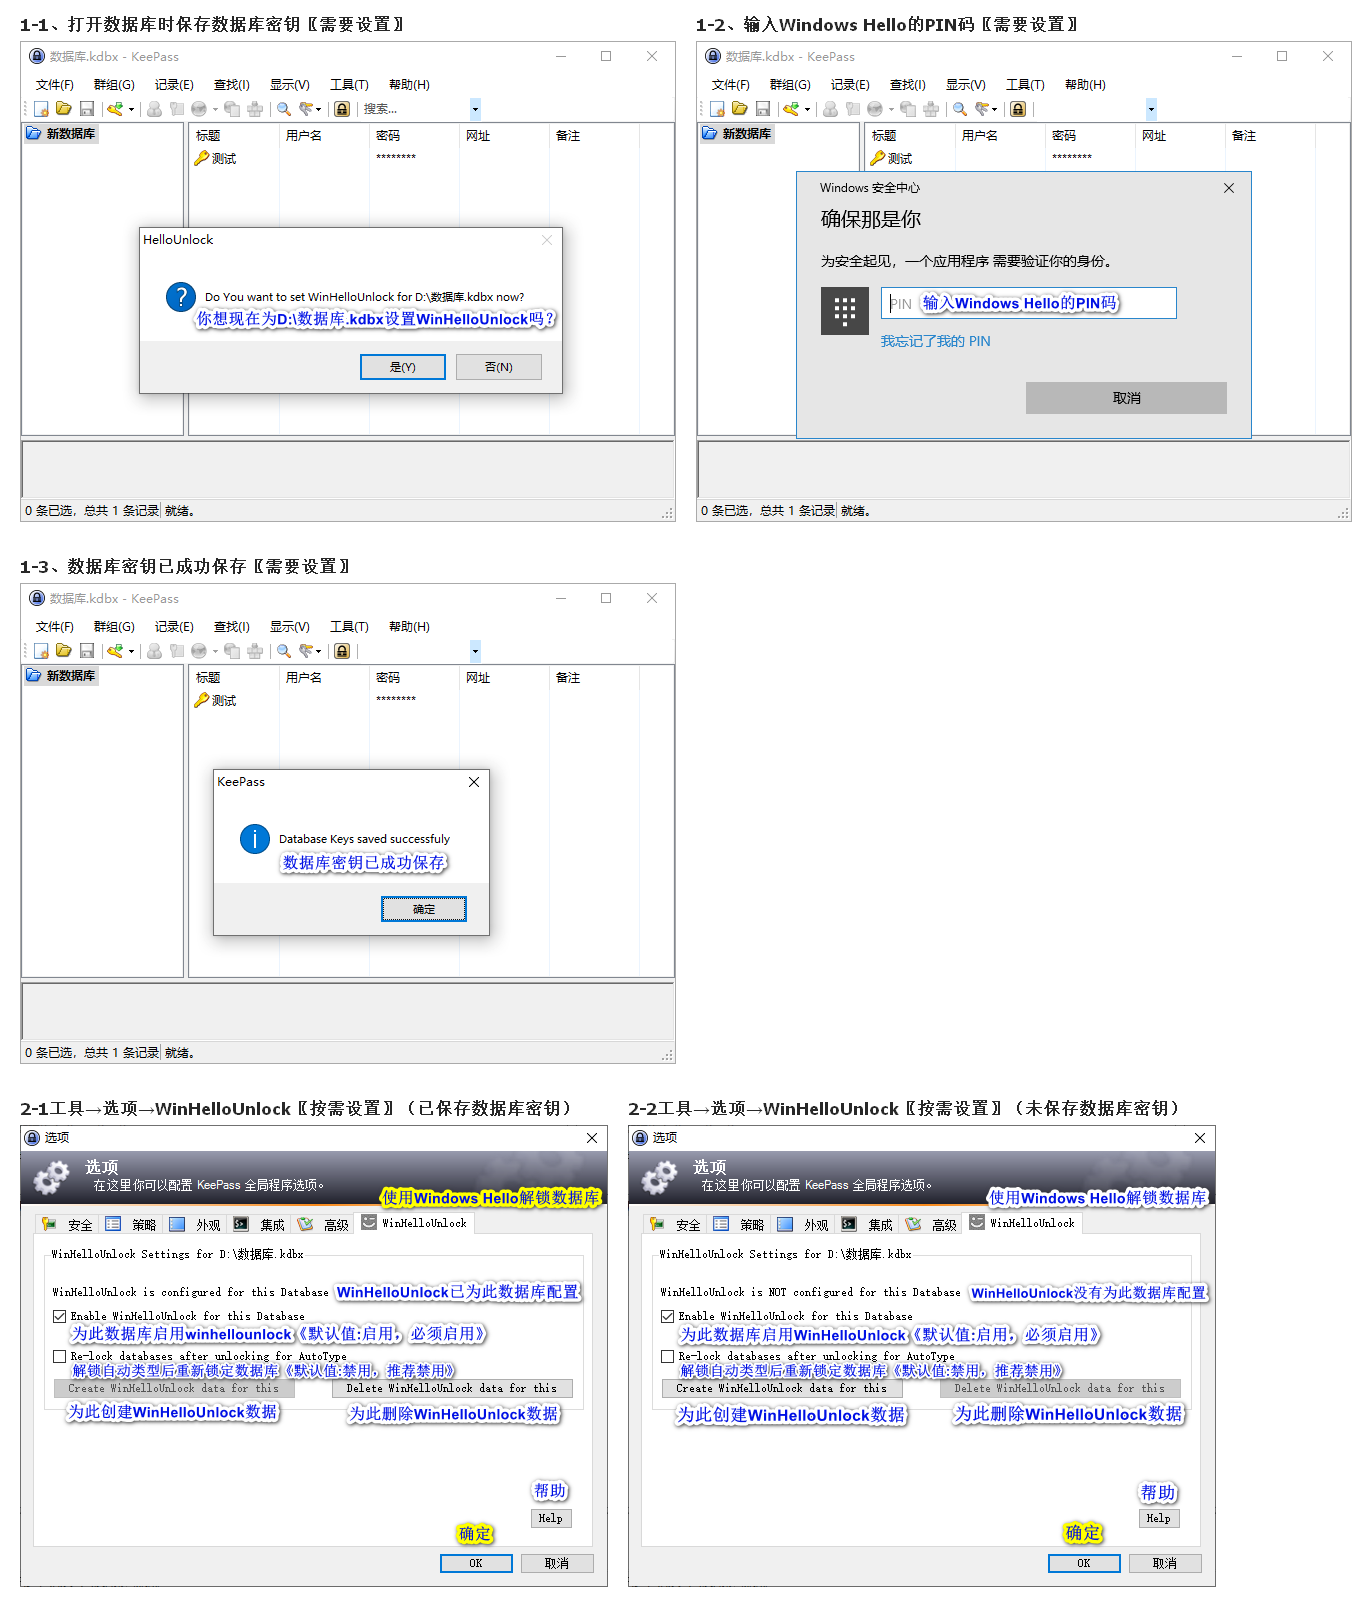 1-1、打开数据库时保存数据库密钥〖需要设置〗
数据库.kdbx - KeePass
文件(F) 群组(G) 记录(E) 查找(I) 显示(V) 工具(T) 帮助(H)
搜索...
新数据库
标题 用户名 密码 网址 备注
测试 ********
HelloUnlock
Do You want to set WinHelloUnlock for D:\数据库.kdbx now?
你想现在为D:\数据库.kdbx设置WinHelloUnlock吗?
是(Y) 否(N)
0 条已选，总共 1 条记录 就绪。
1-2、输入Windows Hello的PIN码〖需要设置〗
数据库.kdbx - KeePass
文件(F) 群组(G) 记录(E) 查找(I) 显示(V) 工具(T) 帮助(H)
新数据库
标题 用户名 密码 网址 备注
测试 ********
Windows 安全中心
确保那是你
为安全起见，一个应用程序 需要验证你的身份。
PIN 输入Windows Hello的PIN码
我忘记了我的 PIN
取消
0 条已选，总共 1 条记录 就绪。
1-3、数据库密钥已成功保存〖需要设置〗
数据库.kdbx - KeePass
文件(F) 群组(G) 记录(E) 查找(I) 显示(V) 工具(T) 帮助(H)
新数据库
标题 用户名 密码 网址 备注
测试 ********
KeePass
Database Keys saved successfuly
数据库密钥已成功保存
确定
0 条已选，总共 1 条记录 就绪。
2-1工具→选项→WinHelloUnlock〖按需设置〗（已保存数据库密钥）
选项
选项
在这里你可以配置 KeePass 全局程序选项。
使用Windows Hello解锁数据库
安全 策略 外观 集成 高级 WinHelloUnlock
WinHelloUnlock Settings for D:\数据库.kdbx
WinHelloUnlock is configured for this Database WinHelloUnlock已为此数据库配置
Enable WinHelloUnlock for this Database
为此数据库启用winhellounlock《默认值:启用，必须启用》
Re-lock databases after unlocking for AutoType
解锁自动类型后重新锁定数据库《默认值:禁用，推荐禁用》
Create WinHelloUnlock data for this Delete WinHelloUnlock data for this
为此创建WinHelloUnlock数据 为此删除WinHelloUnlock数据
帮助
Help
确定
OK 取消
2-2工具→选项→WinHelloUnlock〖按需设置〗（未保存数据库密钥）
选项
选项
在这里你可以配置 KeePass 全局程序选项。
使用Windows Hello解锁数据库
安全 策略 外观 集成 高级 WinHelloUnlock
WinHelloUnlock Settings for D:\数据库.kdbx
WinHelloUnlock is NOT configured for this Database WinHelloUnlock没有为此数据库配置
Enable WinHelloUnlock for this Database
为此数据库启用WinHelloUnlock《默认值:启用，必须启用》
Re-lock databases after unlocking for AutoType
解锁自动类型后重新锁定数据库《默认值:禁用，推荐禁用》
Create WinHelloUnlock data for this Delete WinHelloUnlock data for this
为此创建WinHelloUnlock数据 为此删除WinHelloUnlock数据
帮助
Help
确定
OK 取消